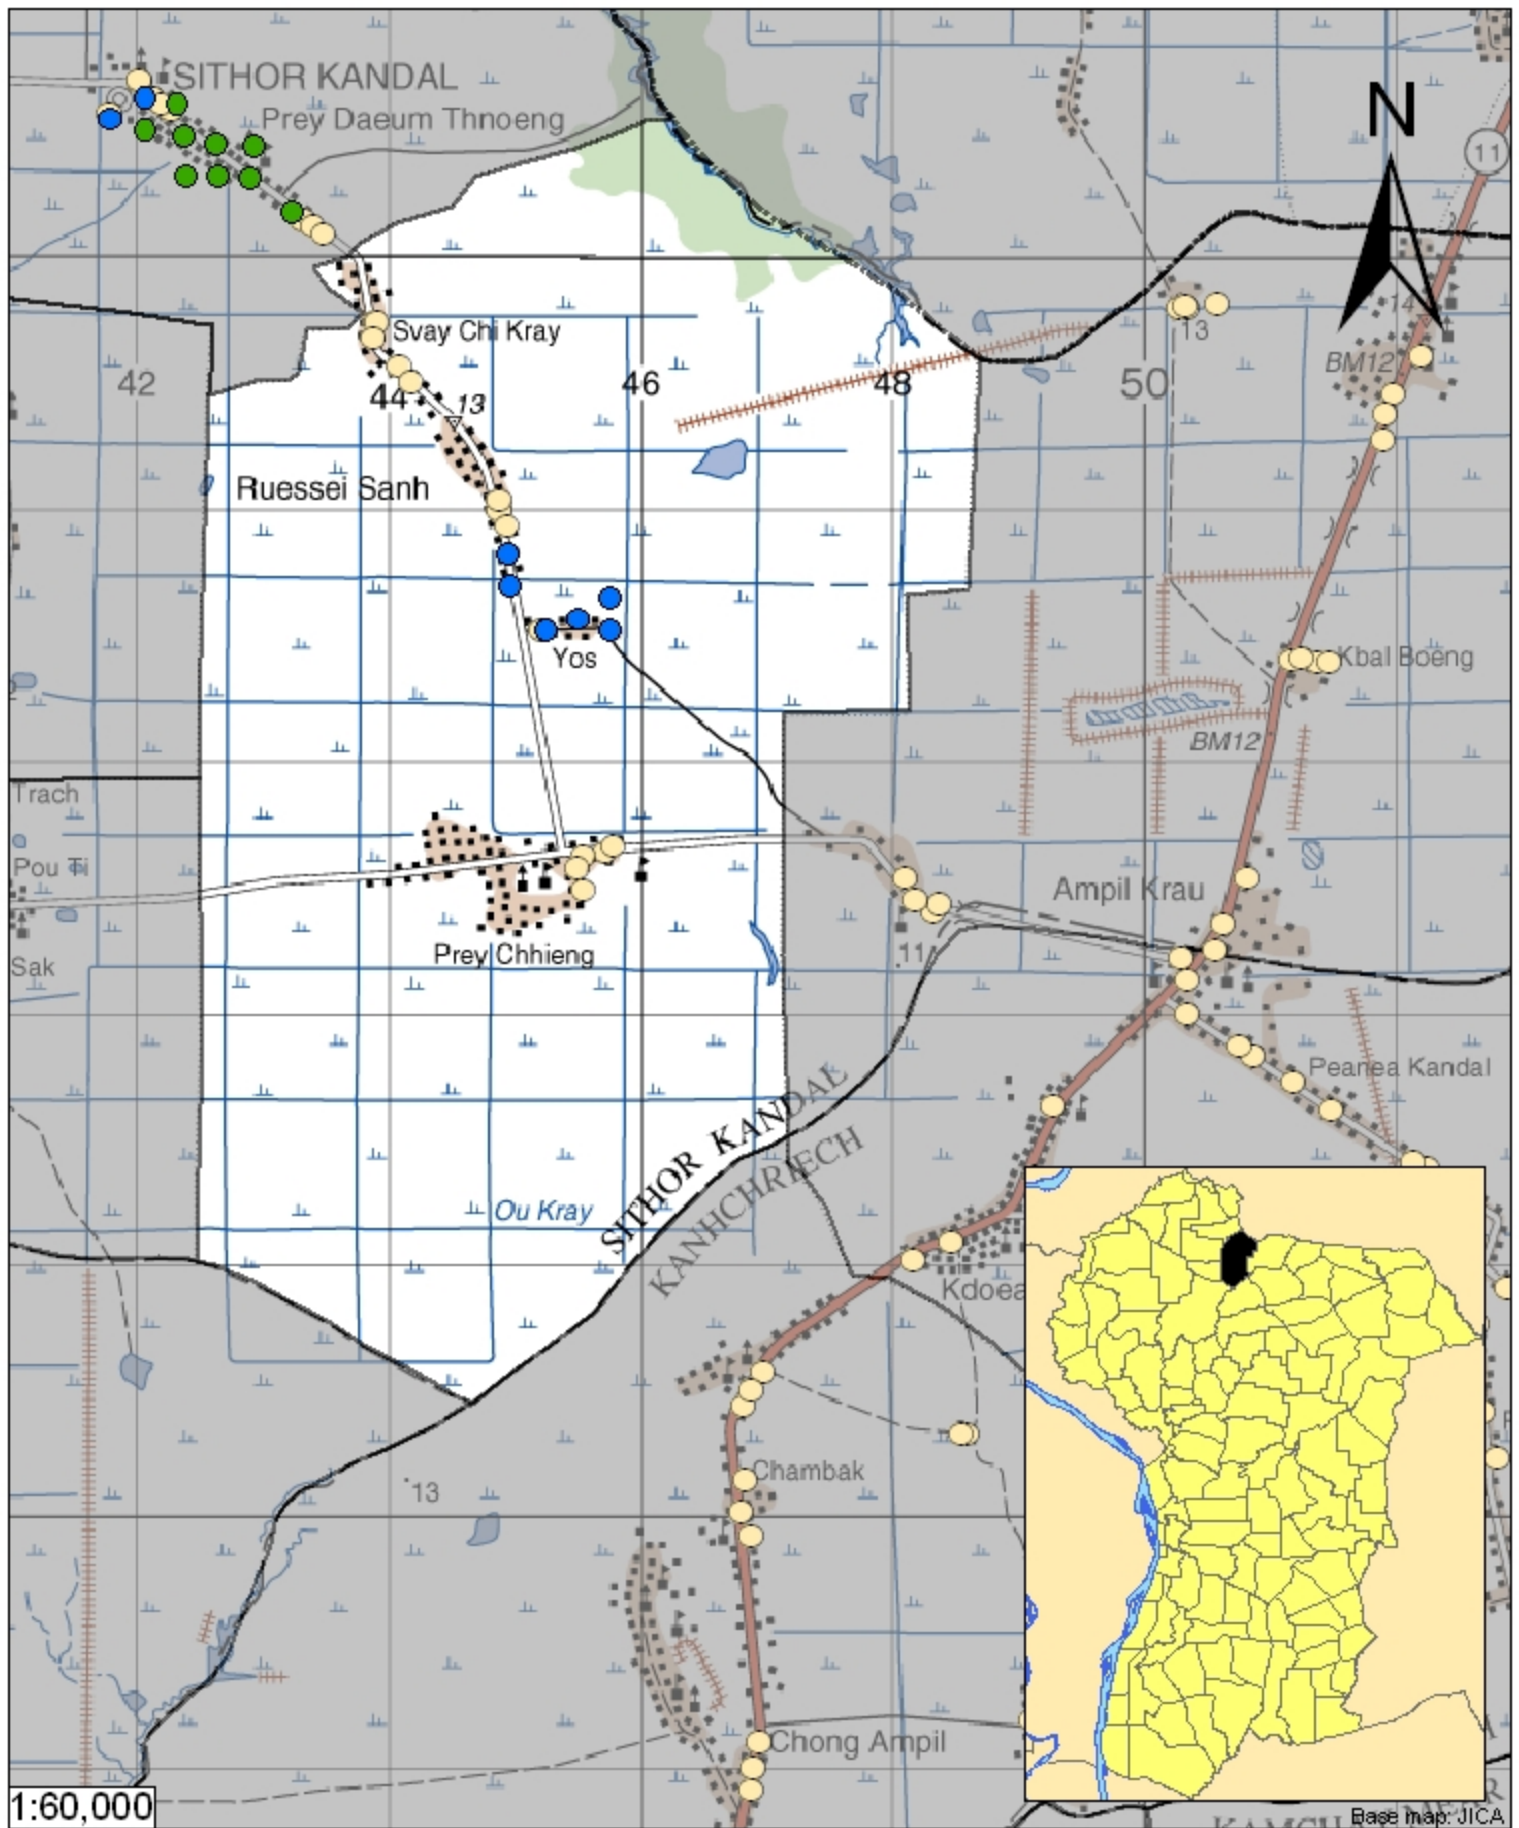 SITHOR KANDAL
Prey Daeum Thnoeng
N
11
Svay Chi Kray
13
14
BM12
42
44
46
48
50
13
Ruessei Sanh
Yos
Kbal Boeng
BM12
Trach
Pou Ti
Ampil Krau
Prey Chhieng
11
Sak
Peanea Kandal
SITHOR KANDAL
KANHCHRIECH
Ou Kray
Kdoea
Chambak
13
Chong Ampil
1:60,000
Base map: JICA